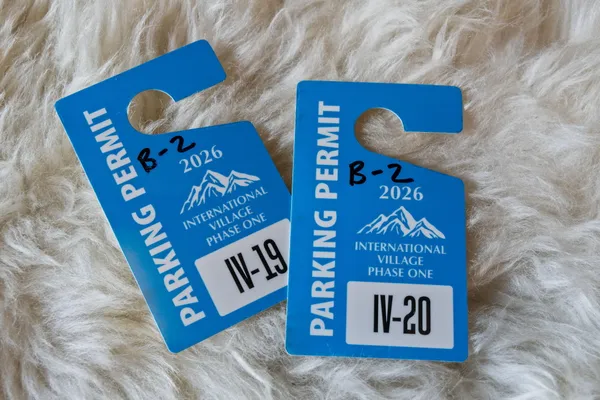 PARKING PERMIT
B-2
2026
INTERNATIONAL
VILLAGE
PHASE ONE
IV-19
PARKING PERMIT
B-2
2026
INTERNATIONAL VILLAGE
PHASE ONE
IV-20